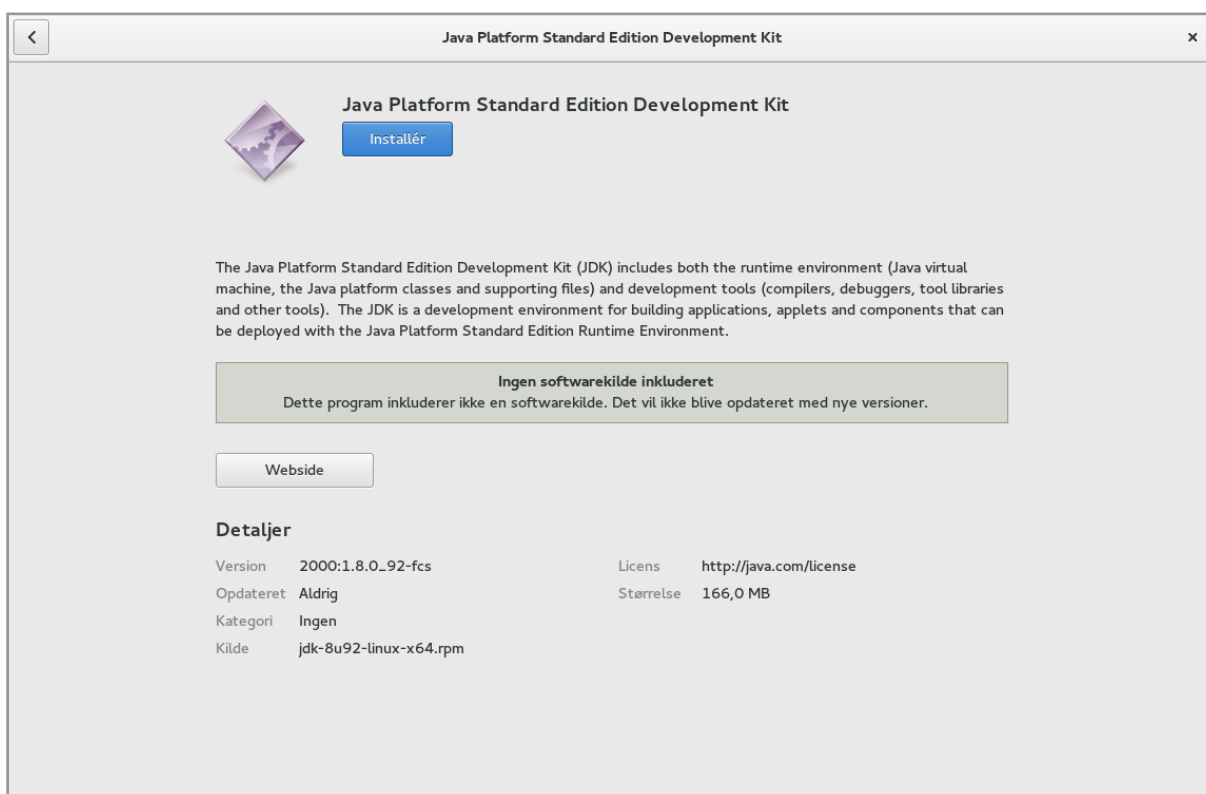 Java Platform Standard Edition Development Kit
Java Platform Standard Edition Development Kit
Installér
The Java Platform Standard Edition Development Kit (JDK) includes both the runtime environment (Java virtual
machine, the Java platform classes and supporting files) and development tools (compilers, debuggers, tool libraries
and other tools).  The JDK is a development environment for building applications, applets and components that can
be deployed with the Java Platform Standard Edition Runtime Environment.
Ingen softwarekilde inkluderet
Dette program inkluderer ikke en softwarekilde. Det vil ikke blive opdateret med nye versioner.
Webside
Detaljer
Version 2000:1.8.0_92-fcs
Licens http://java.com/license
Opdateret Aldrig
Størrelse 166,0 MB
Kategori Ingen
Kilde jdk-8u92-linux-x64.rpm